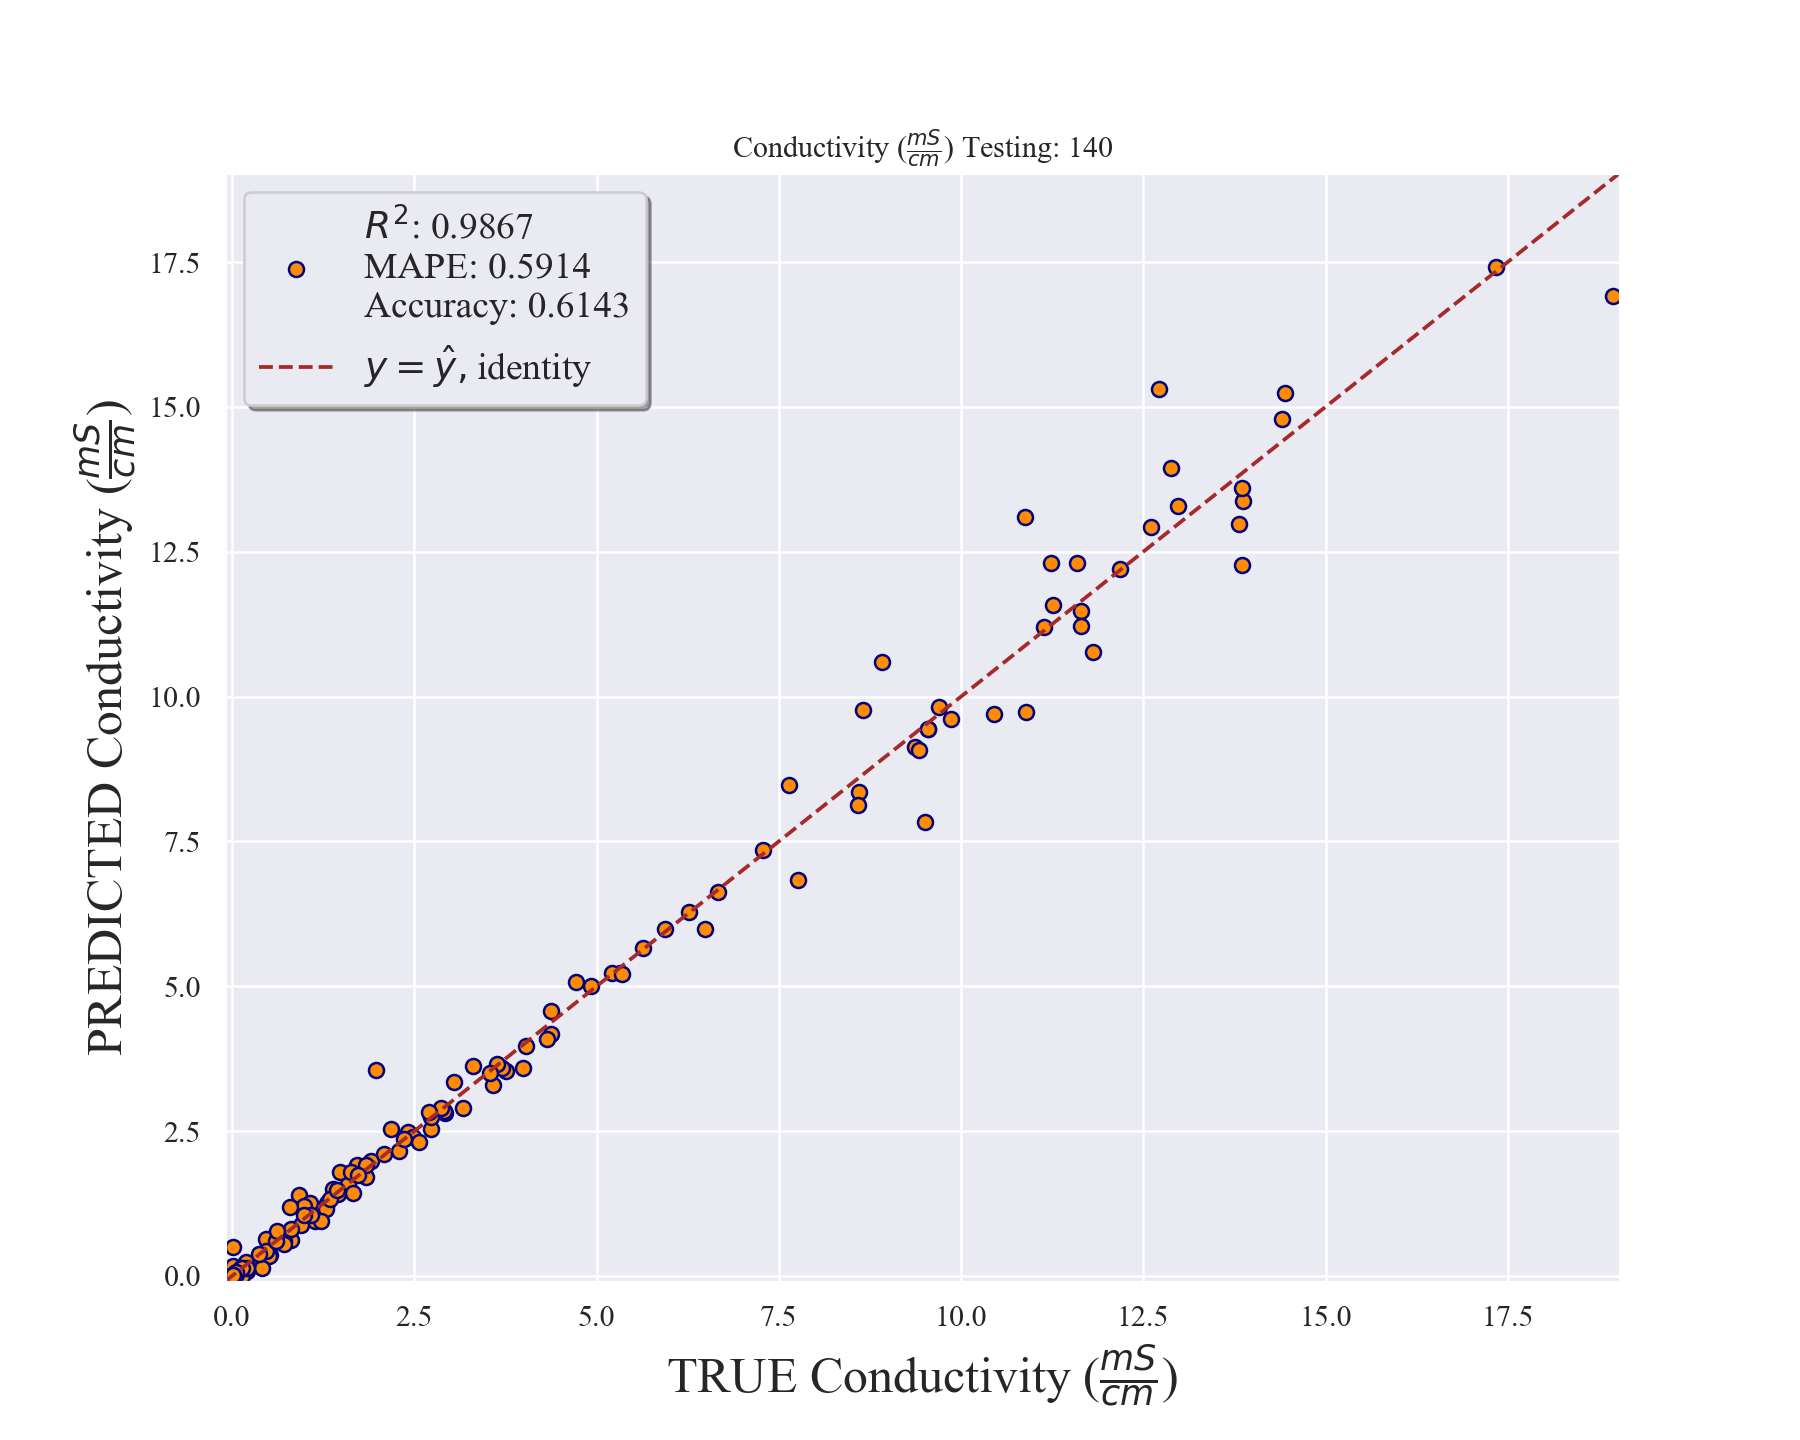 Conductivity (mS/cm) Testing: 140
R²: 0.9867
MAPE: 0.5914
Accuracy: 0.6143
y = ŷ, identity
PREDICTED Conductivity (mS/cm)
17.5
15.0
12.5
10.0
7.5
5.0
2.5
0.0
0.0 2.5 5.0 7.5 10.0 12.5 15.0 17.5
TRUE Conductivity (mS/cm)